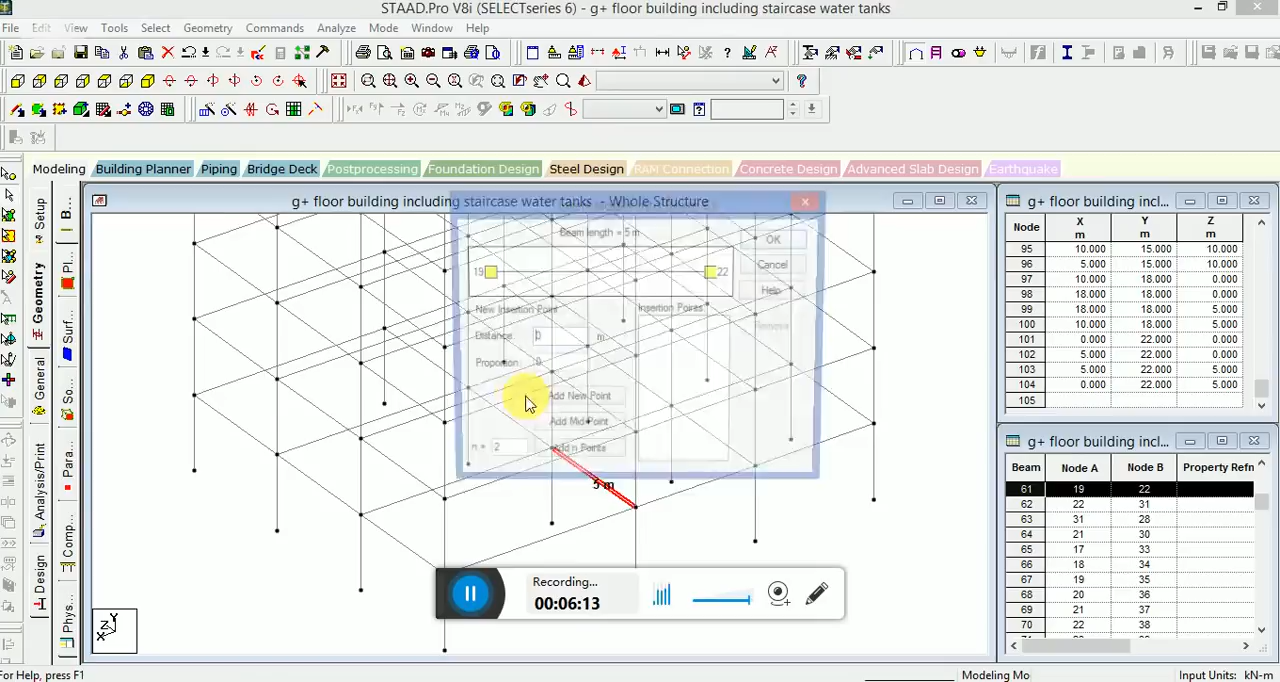 STAAD.Pro V8i (SELECTseries 6) - g+ floor building including staircase water tanks
File Edit View Tools Select Geometry Commands Analyze Mode Window Help
Modeling Building Planner Piping Bridge Deck Postprocessing Foundation Design Steel Design RAM Connection Concrete Design Advanced Slab Design Earthquake
g+ floor building including staircase water tanks - Whole Structure
g+ floor building incl...
Node X m Y m Z m
95 10.000 15.000 10.000
96 5.000 15.000 10.000
97 10.000 18.000 0.000
98 18.000 18.000 0.000
99 18.000 18.000 5.000
100 10.000 18.000 5.000
101 0.000 22.000 0.000
102 5.000 22.000 0.000
103 5.000 22.000 5.000
104 0.000 22.000 5.000
105
g+ floor building incl...
Beam Node A Node B Property Refn
61 19 22
62 22 31
63 31 28
64 21 30
65 17 33
66 18 34
67 19 35
68 20 36
69 21 37
70 22 38
Setup
Geometry
General
Analysis/Print
Design
B...
Pl...
Surf...
So...
Para...
Comp...
Phys...
Beam length = 5 m
19 22
OK
Cancel
Help
Remove
New Insertion Point
Insertion Points:
Distance: 0 m
Proportion: 0
Add New Point
Add Mid Point
n = 2 Add n Points
5 m
Recording...
00:06:13
Y
Z
X
For Help, press F1
Modeling Mo
Input Units: kN-m